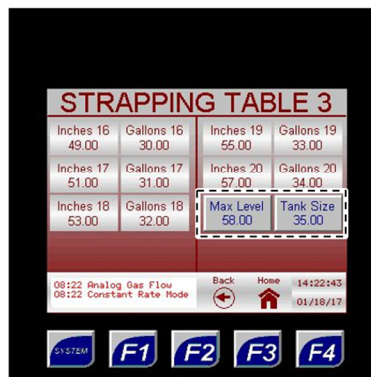 STRAPPING TABLE 3
Inches 16 Gallons 16 Inches 19 Gallons 19
49.00 30.00 55.00 33.00
Inches 17 Gallons 17 Inches 20 Gallons 20
51.00 31.00 57.00 34.00
Inches 18 Gallons 18 Max Level Tank Size
53.00 32.00 58.00 35.00
08:22 Analog Gas Flow Back Home 14:22:43
08:22 Constant Rate Mode 01/18/17
SYSTEM F1 F2 F3 F4